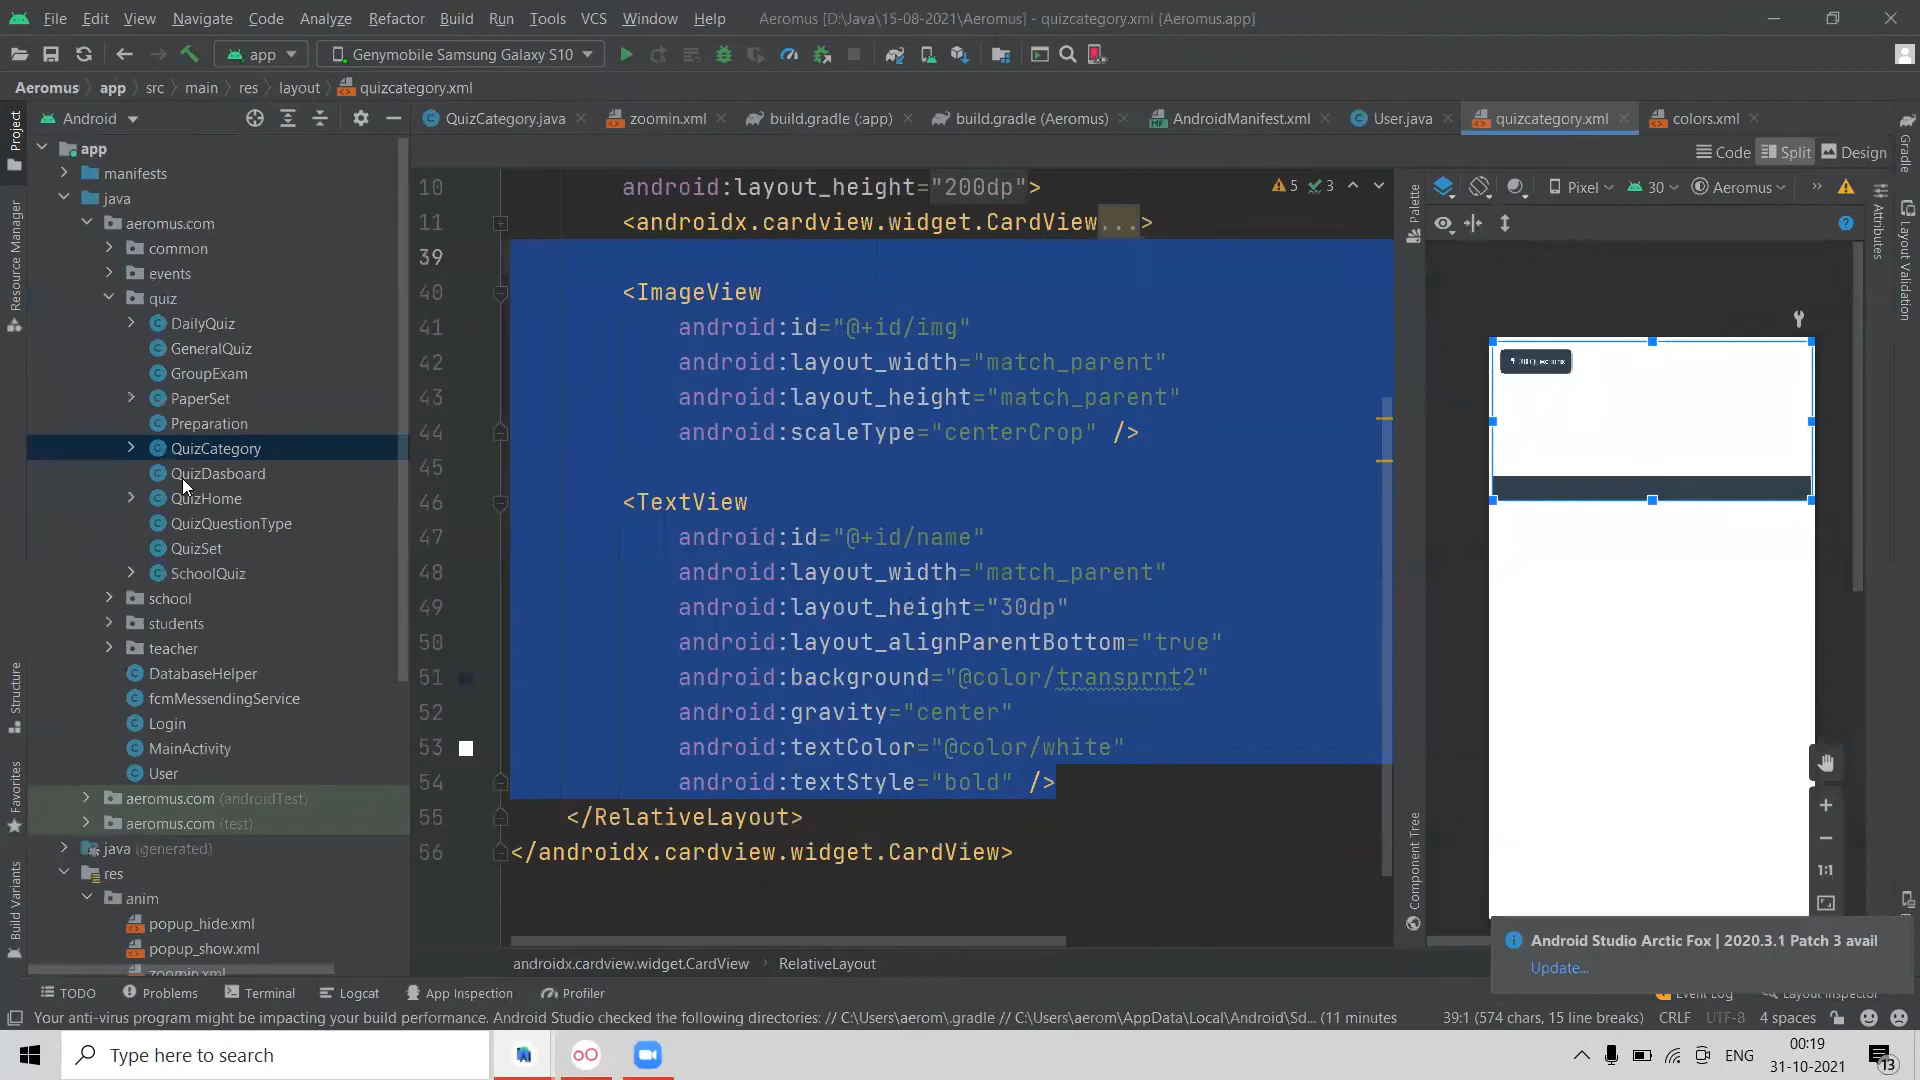 File Edit View Navigate Code Analyze Refactor Build Run Tools VCS Window Help Aeromus [D:\Java\15-08-2021\Aeromus] - quizcategory.xml [Aeromus.app]
app Genymobile Samsung Galaxy S10
Aeromus app src main res layout quizcategory.xml
Android QuizCategory.java zoomin.xml build.gradle (:app) build.gradle (Aeromus) AndroidManifest.xml User.java quizcategory.xml colors.xml
Code Split Design
Pixel 30 Aeromus
Project
Resource Manager
Structure
Favorites
Build Variants
app
manifests
java
aeromus.com
common
events
quiz
DailyQuiz
GeneralQuiz
GroupExam
PaperSet
Preparation
QuizCategory
QuizDasboard
QuizHome
QuizQuestionType
QuizSet
SchoolQuiz
school
students
teacher
DatabaseHelper
fcmMessendingService
Login
MainActivity
User
aeromus.com (androidTest)
aeromus.com (test)
java (generated)
res
anim
popup_hide.xml
popup_show.xml
zoomin.xml
10 android:layout_height="200dp"> 5 3
11 <androidx.cardview.widget.CardView...>
39
40 <ImageView
41 android:id="@+id/img"
42 android:layout_width="match_parent"
43 android:layout_height="match_parent"
44 android:scaleType="centerCrop" />
45
46 <TextView
47 android:id="@+id/name"
48 android:layout_width="match_parent"
49 android:layout_height="30dp"
50 android:layout_alignParentBottom="true"
51 android:background="@color/transprnt2"
52 android:gravity="center"
53 android:textColor="@color/white"
54 android:textStyle="bold" />
55 </RelativeLayout>
56 </androidx.cardview.widget.CardView>
androidx.cardview.widget.CardView RelativeLayout
Palette
Component Tree
Gradle
Attributes
Layout Validation
1:1
Android Studio Arctic Fox | 2020.3.1 Patch 3 avail
Update...
TODO Problems Terminal Logcat App Inspection Profiler Event Log Layout Inspector
Your anti-virus program might be impacting your build performance. Android Studio checked the following directories: // C:\Users\aerom\.gradle // C:\Users\aerom\AppData\Local\Android\Sd... (11 minutes 39:1 (574 chars, 15 line breaks) CRLF UTF-8 4 spaces
Type here to search
ENG
00:19
31-10-2021
13